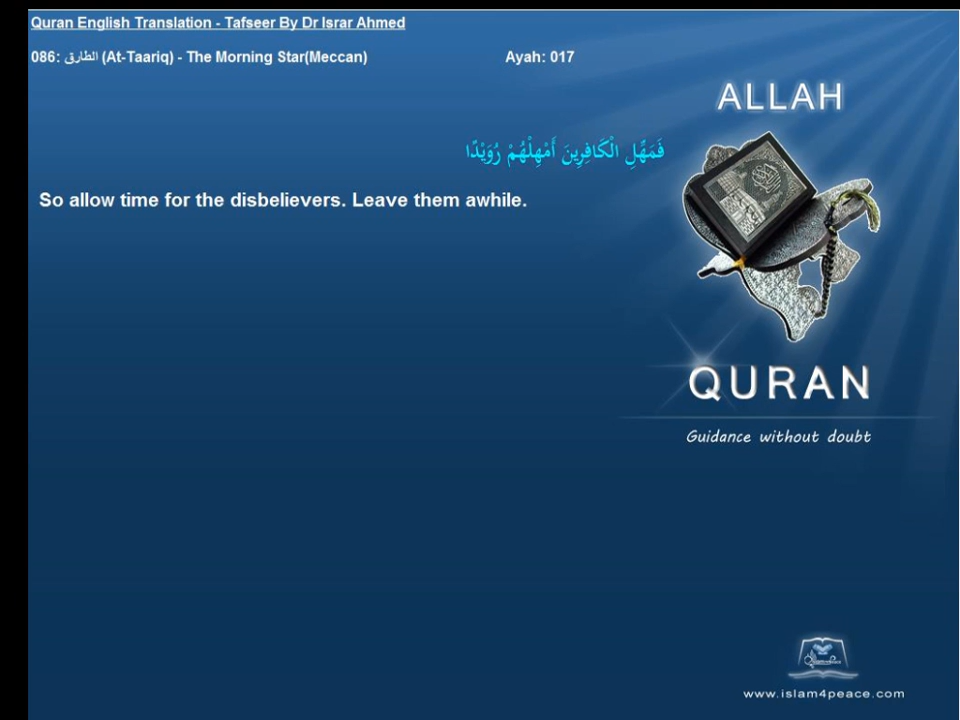 Quran English Translation - Tafseer By Dr Israr Ahmed
086: الطارق (At-Taariq) - The Morning Star(Meccan) Ayah: 017
ALLAH
فَمَهِّلِ الْكَافِرِينَ أَمْهِلْهُمْ رُوَيْدًا
So allow time for the disbelievers. Leave them awhile.
QURAN
Guidance without doubt
www.islam4peace.com